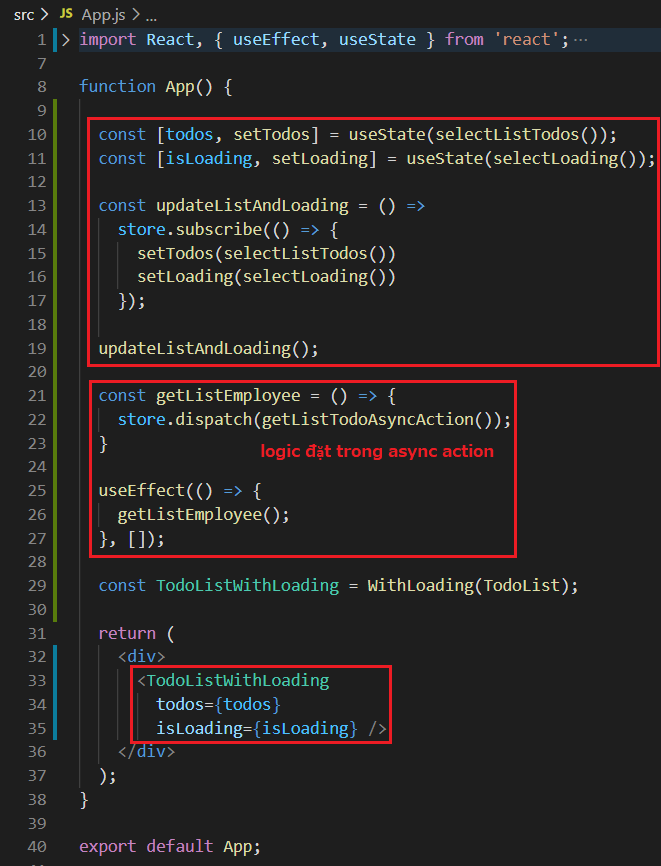 src > JS App.js > ...
1 > import React, { useEffect, useState } from 'react';…
7
8 function App() {
9
10 const [todos, setTodos] = useState(selectListTodos());
11 const [isLoading, setLoading] = useState(selectLoading());
12
13 const updateListAndLoading = () =>
14 store.subscribe(() => {
15 setTodos(selectListTodos())
16 setLoading(selectLoading())
17 });
18
19 updateListAndLoading();
20
21 const getListEmployee = () => {
22 store.dispatch(getListTodoAsyncAction());
23 }
logic đặt trong async action
24
25 useEffect(() => {
26 getListEmployee();
27 }, []);
28
29 const TodoListWithLoading = WithLoading(TodoList);
30
31 return (
32 <div>
33 <TodoListWithLoading
34 todos={todos}
35 isLoading={isLoading} />
36 </div>
37 );
38 }
39
40 export default App;